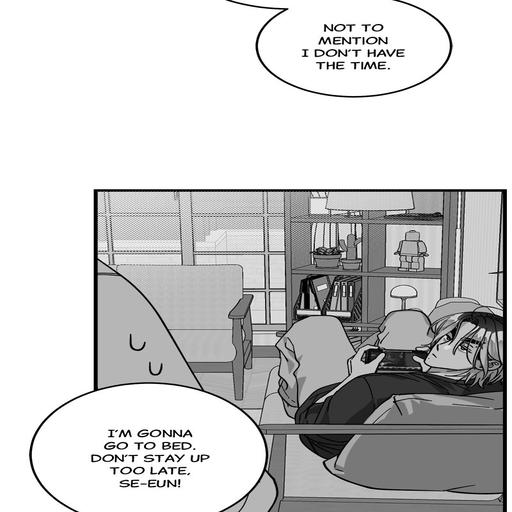 NOT TO
MENTION
I DON'T HAVE
THE TIME.
I'M GONNA
GO TO BED.
DON'T STAY UP
TOO LATE,
SE-EUN!